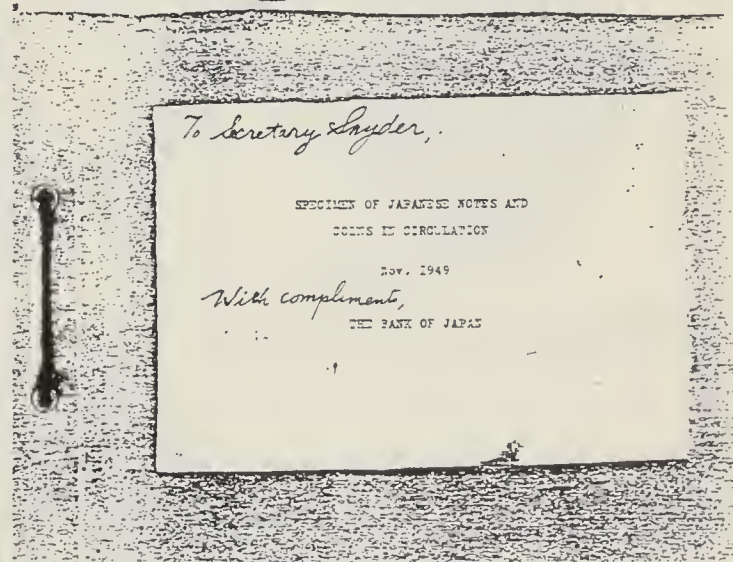 To Secretary Snyder,
SPECIMEN OF JAPANESE NOTES AND
COINS IN CIRCULATION
Nov. 1949
With compliments,
THE BANK OF JAPAN